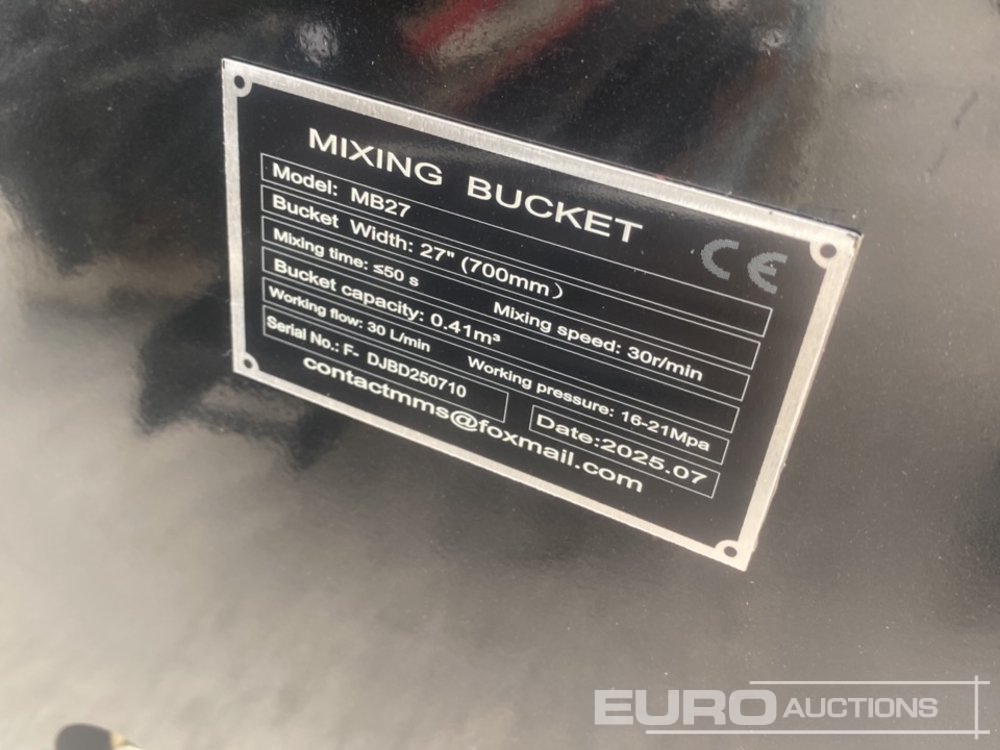 MIXING BUCKET
CE
Model: MB27
Bucket Width: 27" (700mm）
Mixing time: ≤50 s Mixing speed: 30r/min
Bucket capacity: 0.41m³
Working flow: 30 L/min Working pressure: 16-21Mpa
Serial No.: F- DJBD250710 Date:2025.07
contactmms@foxmail.com
EURO AUCTIONS